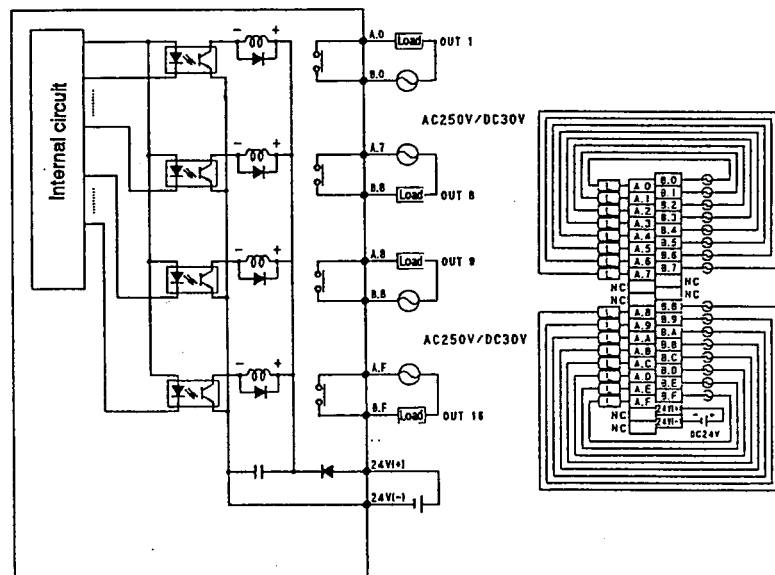 Internal circuit
- +
A.0
Load
OUT 1
B.0
AC250V/DC30V
- +
A.7
B.8
Load
OUT 8
- +
A.8
Load
OUT 9
B.8
AC250V/DC30V
- +
A.F
B.F
Load
OUT 16
24V(+)
24V(-)
L A.0 B.0
L A.1 B.1
L A.2 B.2
L A.3 B.3
L A.4 B.4
L A.5 B.5
L A.6 B.6
L A.7 B.7
NC NC
NC NC
L A.8 B.8
L A.9 B.9
L A.A B.A
L A.B B.B
L A.C B.C
L A.D B.D
L A.E B.E
L A.F B.F
NC 24V(+) - +
NC 24V(-)
DC24V